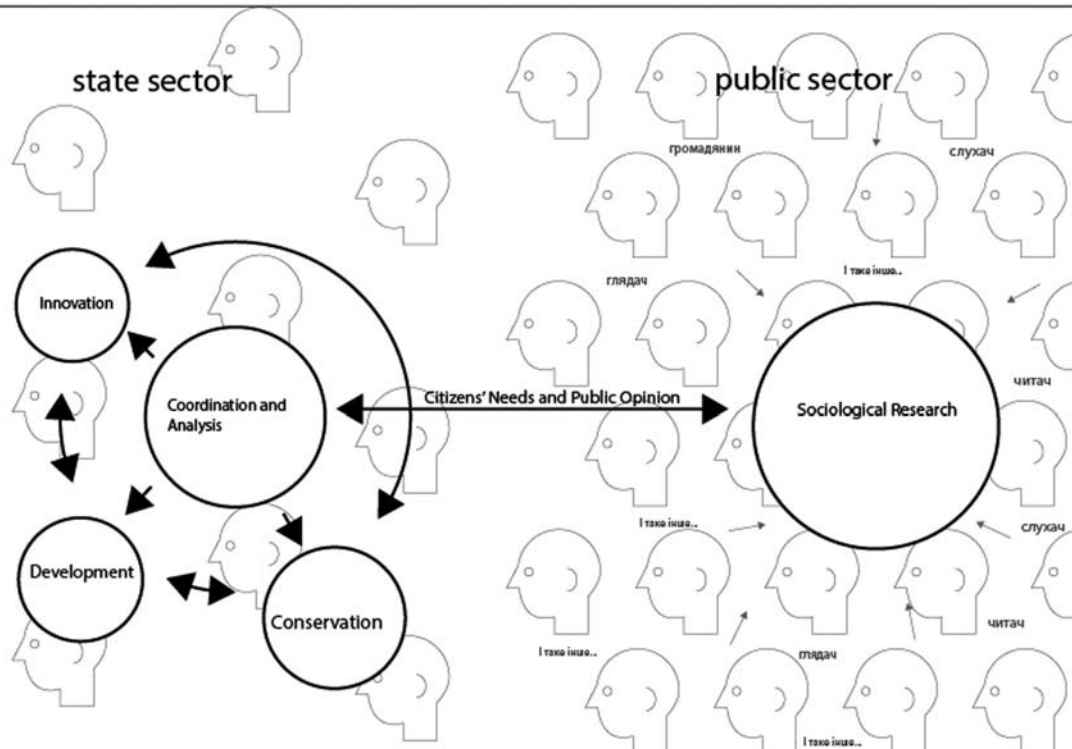 state sector
public sector
громадянин
слухач
глядач
І таке інше...
Innovation
Coordination and
Analysis
Citizens' Needs and Public Opinion
Sociological Research
читач
І таке інше...
слухач
Development
Conservation
читач
І таке інше...
глядач
І таке інше...